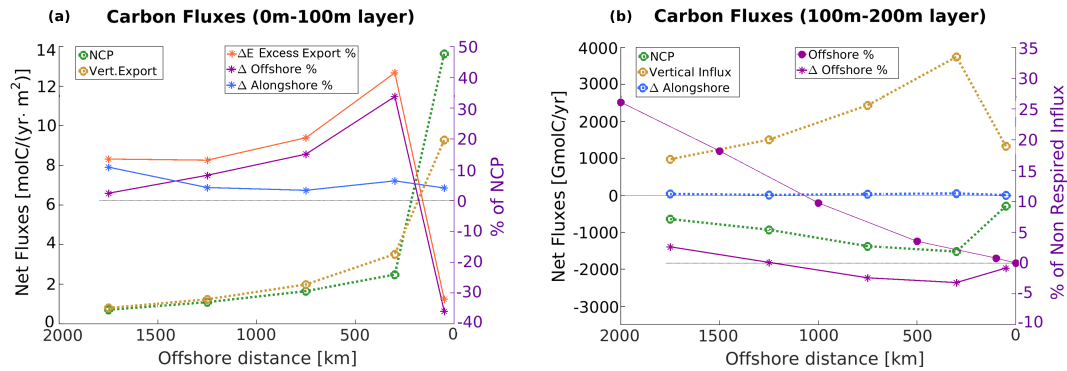 (a) Carbon Fluxes (0m-100m layer)
NCP
Vert.Export
ΔE Excess Export %
Δ Offshore %
Δ Alongshore %
Net Fluxes [molC/(yr· m²)]
14
12
10
8
6
4
2
0
50
40
30
20
10
0
-10
-20
-30
-40
% of NCP
2000 1500 1000 500 0
Offshore distance [km]
(b) Carbon Fluxes (100m-200m layer)
NCP
Vertical Influx
Δ Alongshore
Offshore %
Δ Offshore %
Net Fluxes [GmolC/yr]
4000
3000
2000
1000
0
-1000
-2000
-3000
35
30
25
20
15
10
5
0
-5
-10
% of Non Respired Influx
2000 1500 1000 500 0
Offshore distance [km]